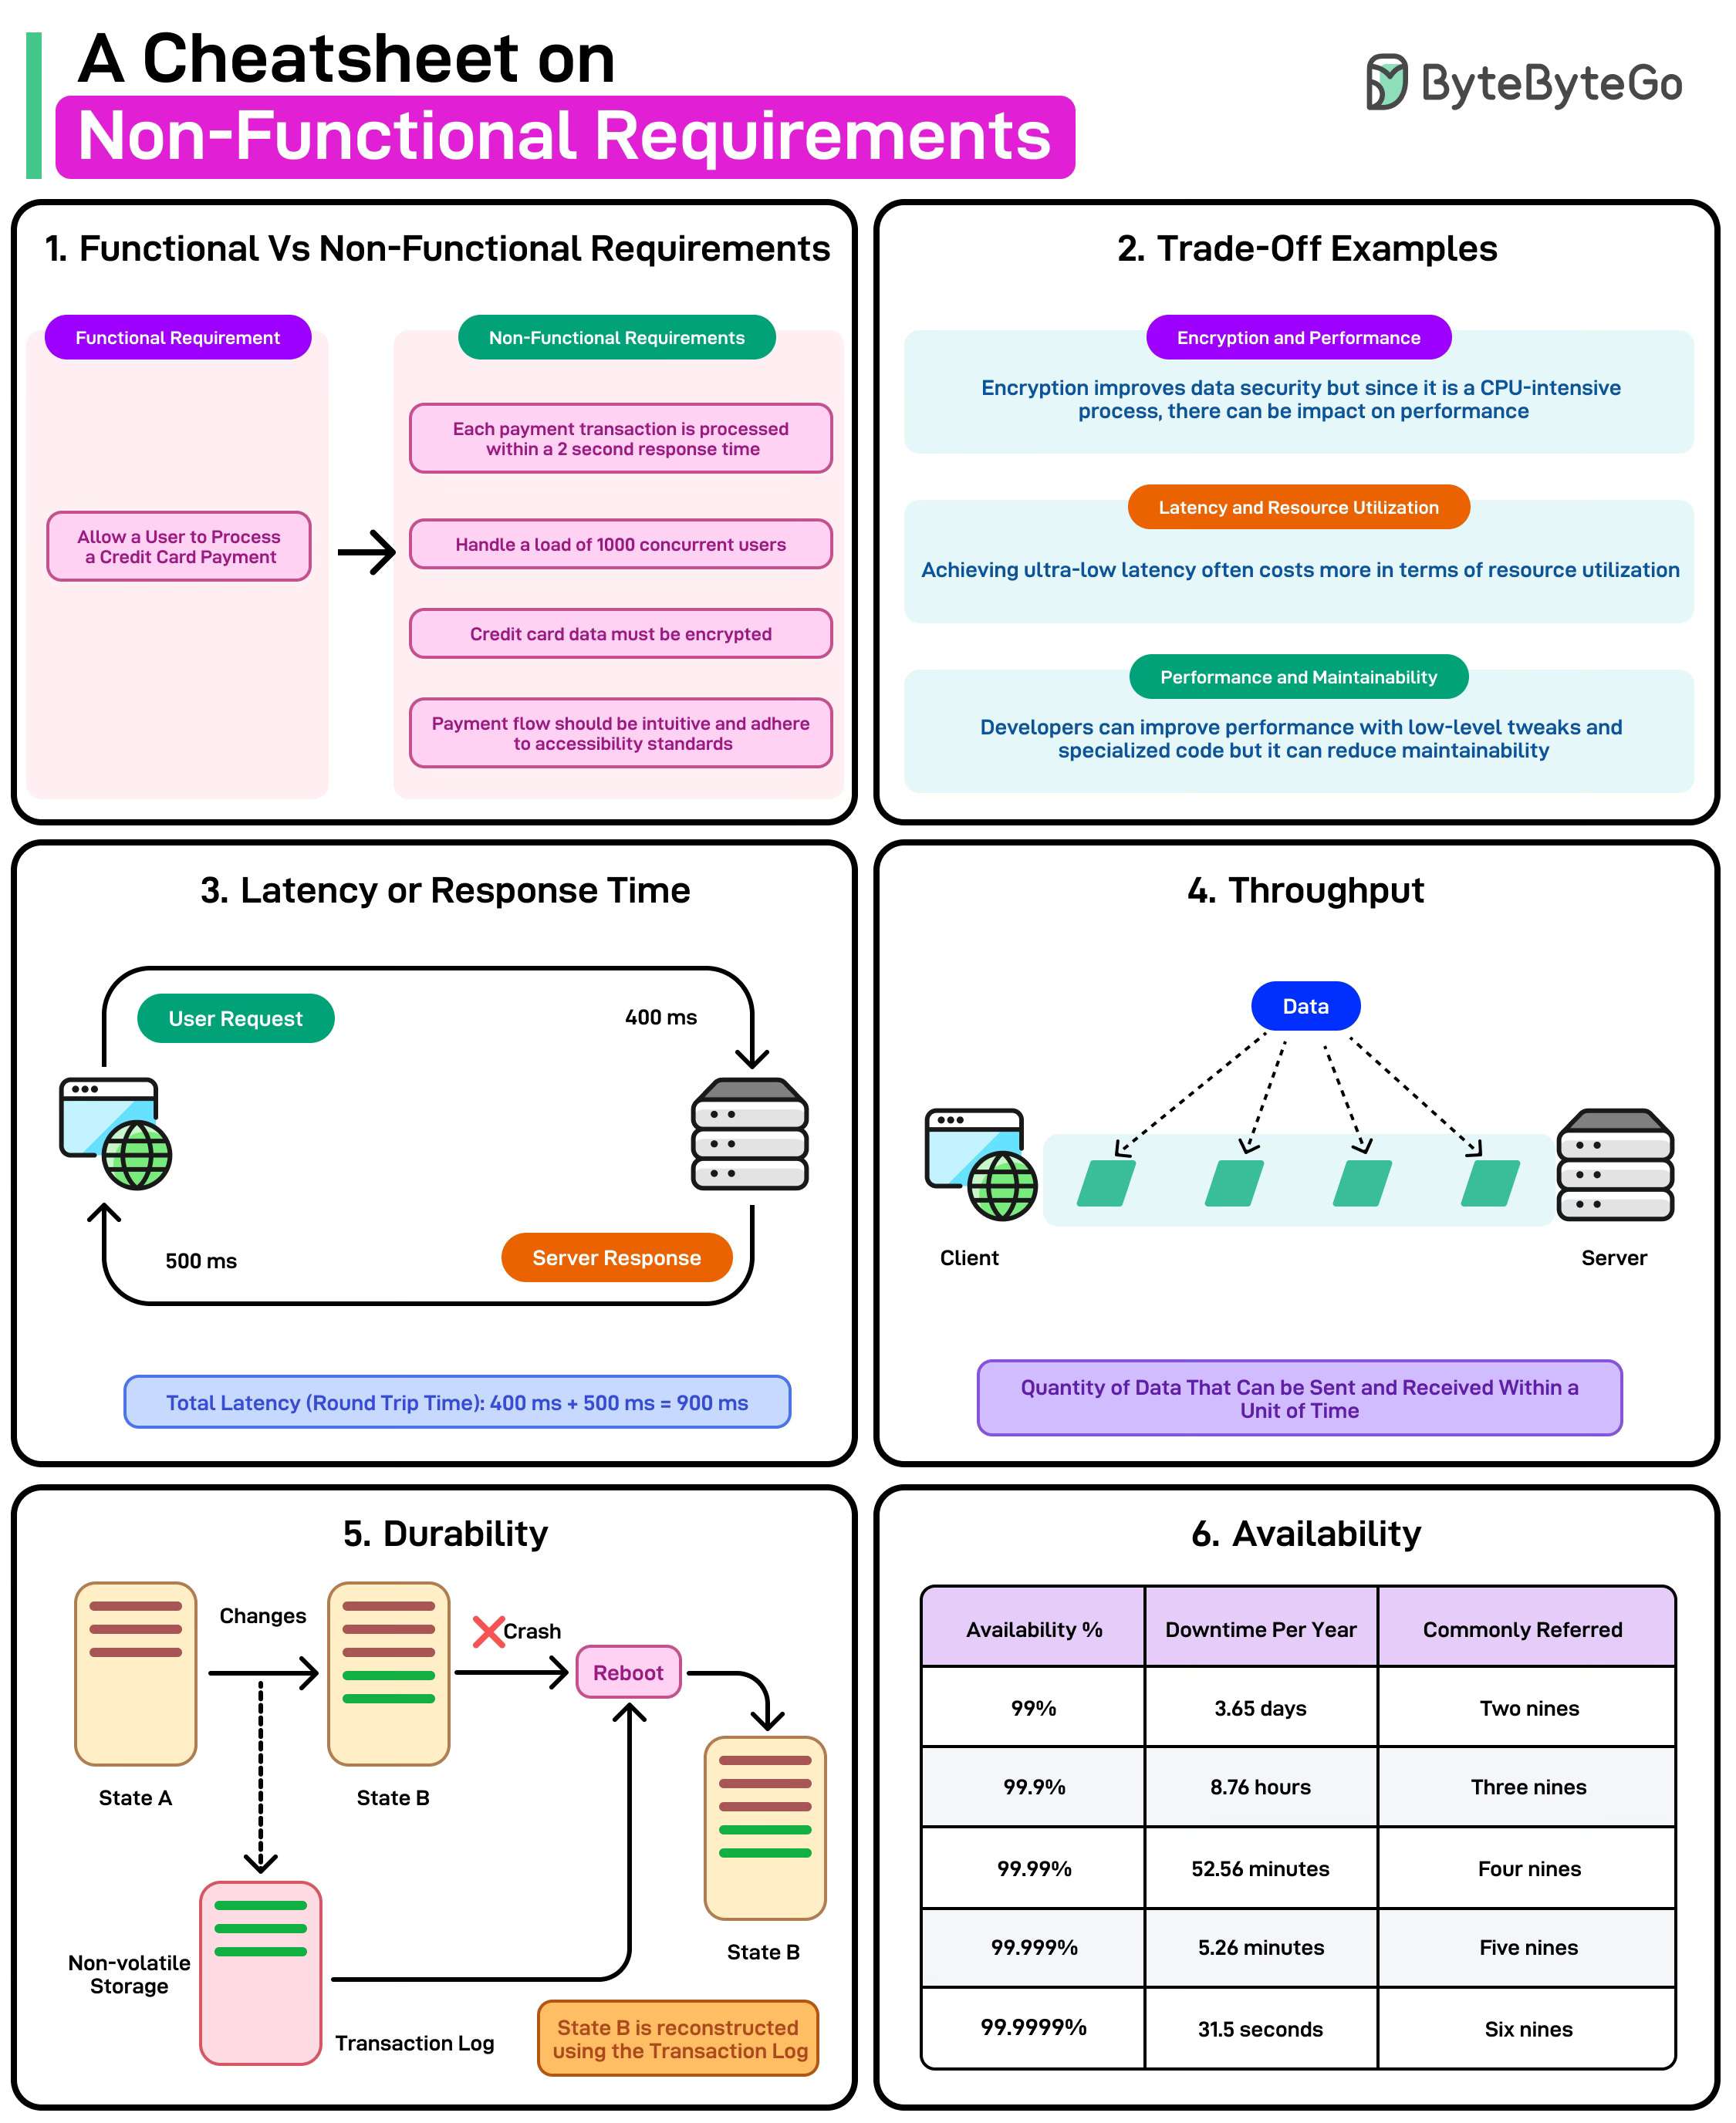 A Cheatsheet on
Non-Functional Requirements
ByteByteGo
1. Functional Vs Non-Functional Requirements
Functional Requirement
Allow a User to Process
a Credit Card Payment
Non-Functional Requirements
Each payment transaction is processed
within a 2 second response time
Handle a load of 1000 concurrent users
Credit card data must be encrypted
Payment flow should be intuitive and adhere
to accessibility standards
2. Trade-Off Examples
Encryption and Performance
Encryption improves data security but since it is a CPU-intensive
process, there can be impact on performance
Latency and Resource Utilization
Achieving ultra-low latency often costs more in terms of resource utilization
Performance and Maintainability
Developers can improve performance with low-level tweaks and
specialized code but it can reduce maintainability
3. Latency or Response Time
User Request
400 ms
500 ms
Server Response
Total Latency (Round Trip Time): 400 ms + 500 ms = 900 ms
4. Throughput
Data
Client
Server
Quantity of Data That Can be Sent and Received Within a
Unit of Time
5. Durability
Changes
Crash
Reboot
State A
State B
State B
Non-volatile
Storage
Transaction Log
State B is reconstructed
using the Transaction Log
6. Availability
Availability % Downtime Per Year Commonly Referred
99% 3.65 days Two nines
99.9% 8.76 hours Three nines
99.99% 52.56 minutes Four nines
99.999% 5.26 minutes Five nines
99.9999% 31.5 seconds Six nines